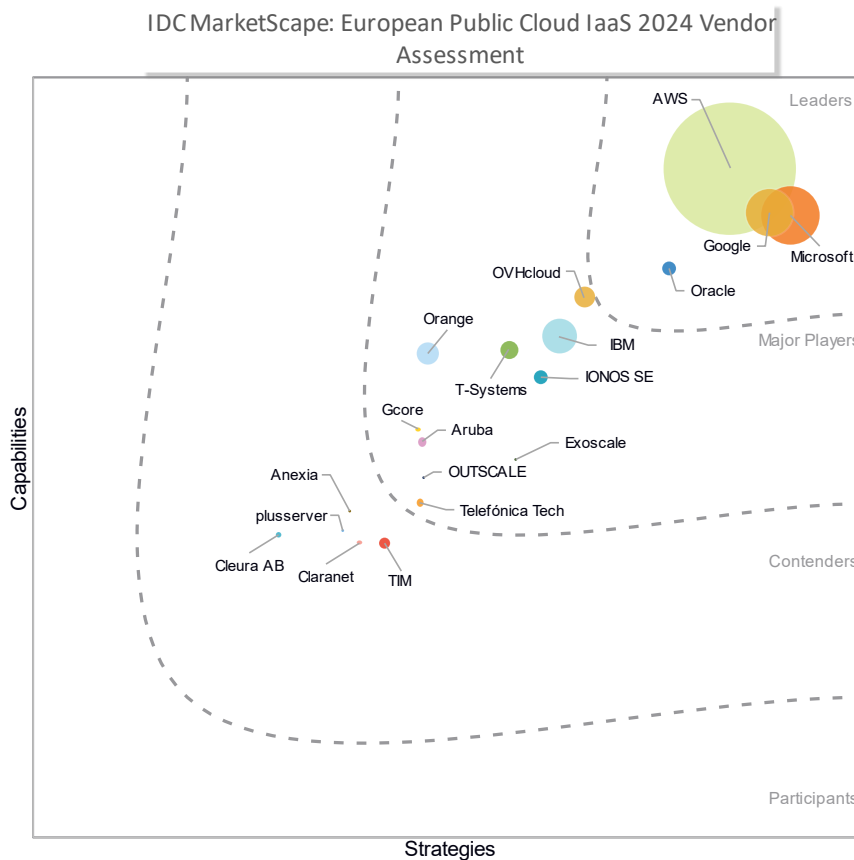 IDC MarketScape: European Public Cloud IaaS 2024 Vendor
Assessment
AWS
Leaders
Google
Microsoft
OVHcloud
Oracle
Orange
Major Players
IBM
T-Systems
IONOS SE
Gcore
Aruba
Exoscale
Capabilities
Anexia
OUTSCALE
plusserver
Telefónica Tech
Cleura AB
Claranet
TIM
Contenders
Participants
Strategies